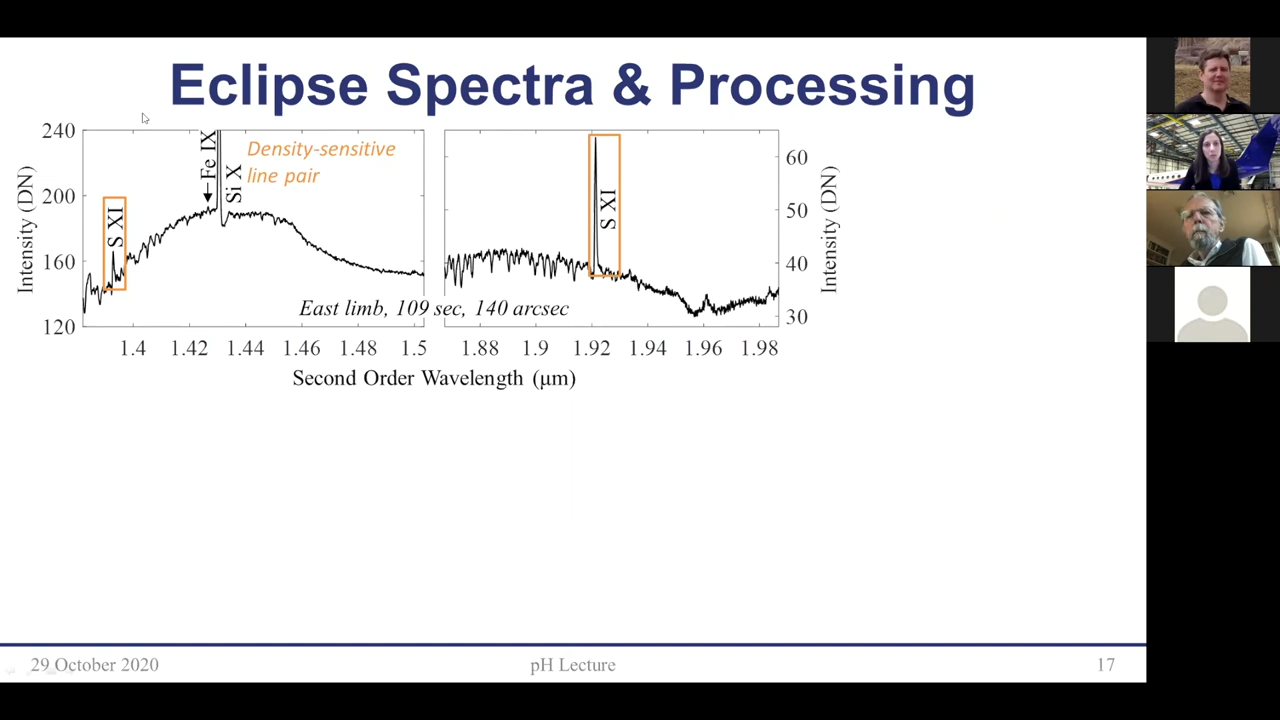 Eclipse Spectra & Processing
240
200
160
120
Intensity (DN)
S XI
Fe IX
Si X
Density-sensitive
line pair
S XI
60
50
40
30
Intensity (DN)
East limb, 109 sec, 140 arcsec
1.4 1.42 1.44 1.46 1.48 1.5 1.88 1.9 1.92 1.94 1.96 1.98
Second Order Wavelength (μm)
29 October 2020 pH Lecture 17